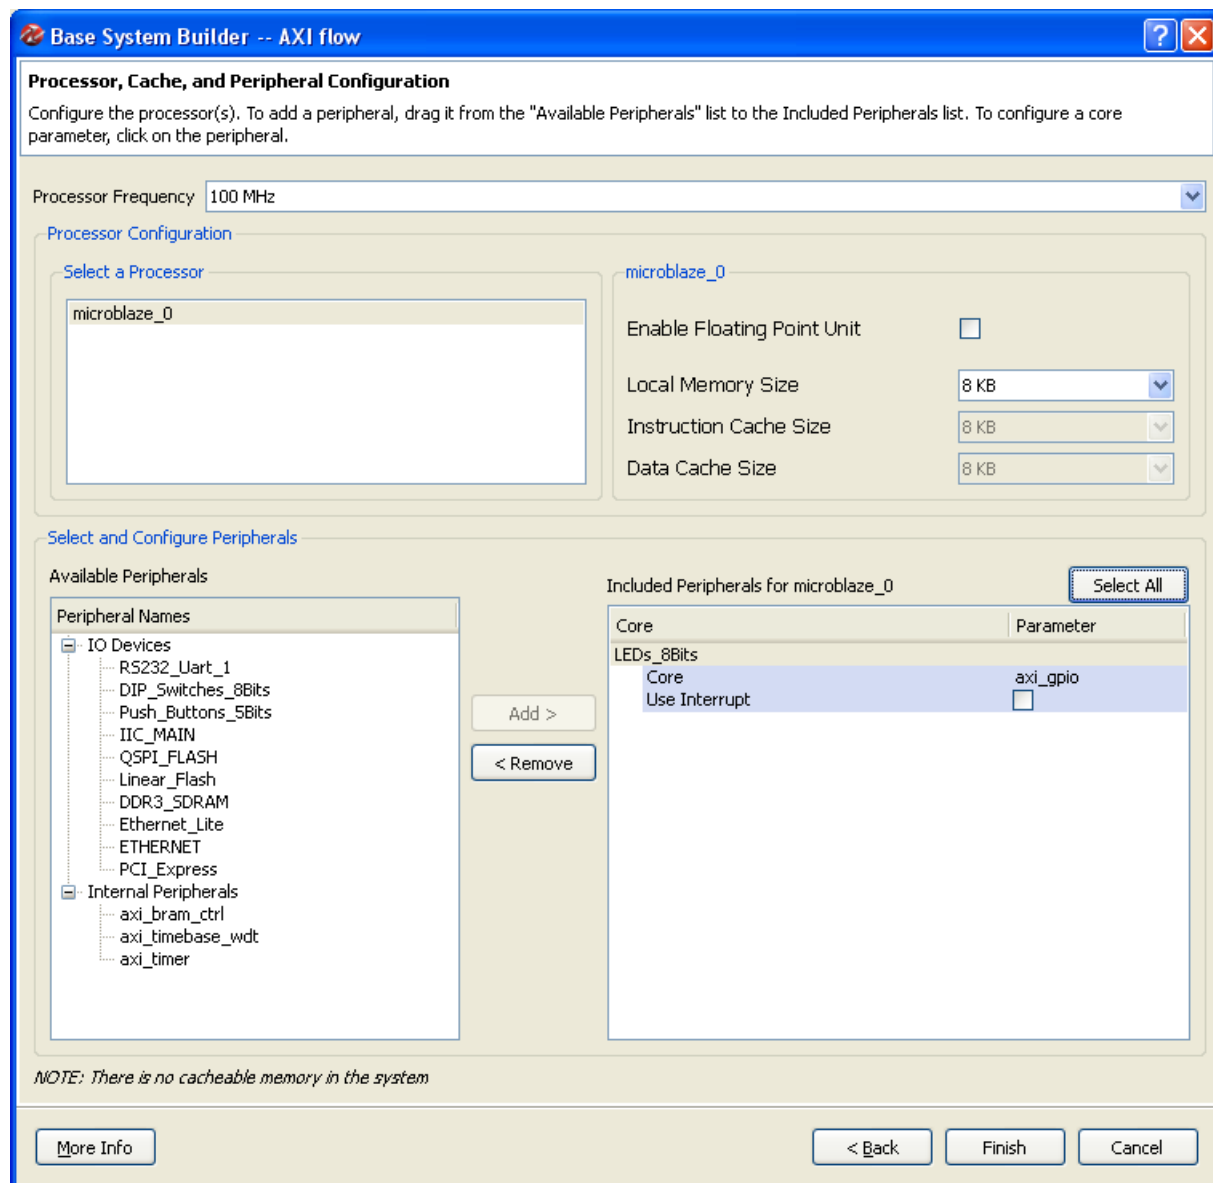 Base System Builder -- AXI flow
Processor, Cache, and Peripheral Configuration
Configure the processor(s). To add a peripheral, drag it from the "Available Peripherals" list to the Included Peripherals list. To configure a core
parameter, click on the peripheral.
Processor Frequency 100 MHz
Processor Configuration
Select a Processor
microblaze_0
microblaze_0
Enable Floating Point Unit
Local Memory Size 8 KB
Instruction Cache Size 8 KB
Data Cache Size 8 KB
Select and Configure Peripherals
Available Peripherals
Peripheral Names
IO Devices
RS232_Uart_1
DIP_Switches_8Bits
Push_Buttons_5Bits
IIC_MAIN
QSPI_FLASH
Linear_Flash
DDR3_SDRAM
Ethernet_Lite
ETHERNET
PCI_Express
Internal Peripherals
axi_bram_ctrl
axi_timebase_wdt
axi_timer
Add >
< Remove
Included Peripherals for microblaze_0 Select All
Core Parameter
LEDs_8Bits
Core axi_gpio
Use Interrupt
NOTE: There is no cacheable memory in the system
More Info < Back Finish Cancel